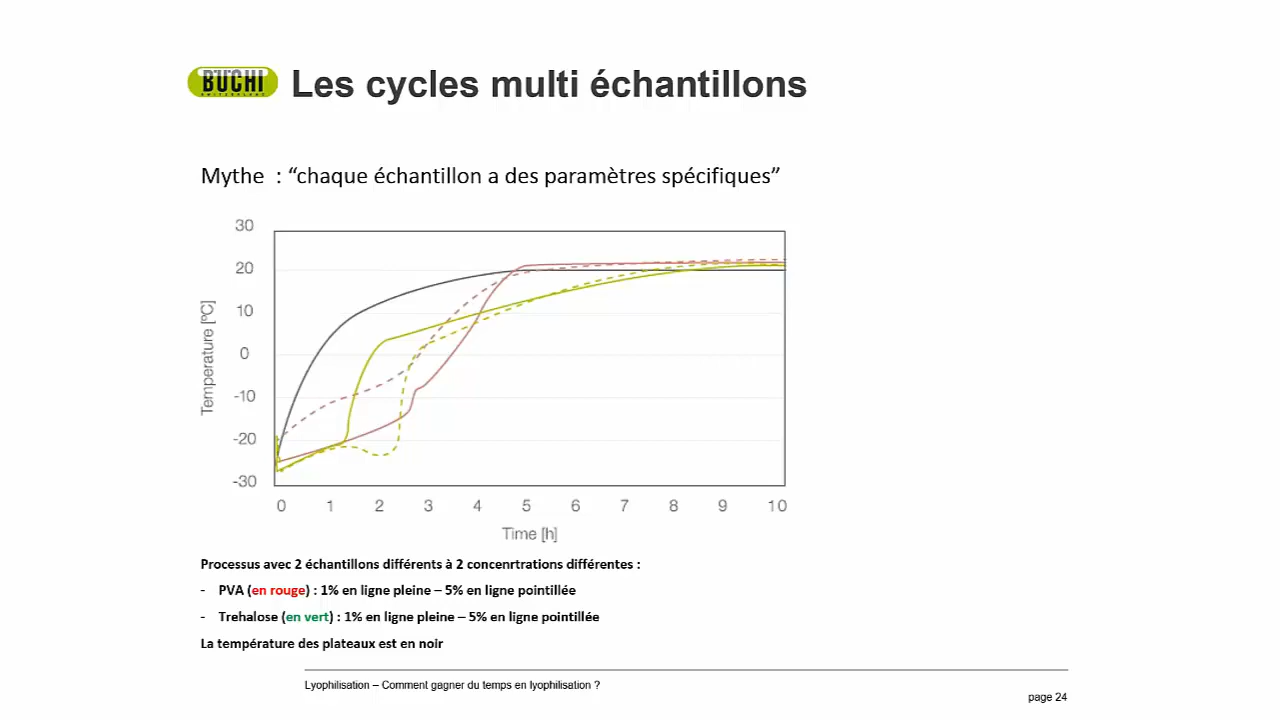 BÜCHI
SWITZERLAND
Les cycles multi échantillons
Mythe : “chaque échantillon a des paramètres spécifiques”
30
20
10
0
-10
-20
-30
Temperature [ºC]
0 1 2 3 4 5 6 7 8 9 10
Time [h]
Processus avec 2 échantillons différents à 2 concenrtrations différentes :
- PVA (en rouge) : 1% en ligne pleine – 5% en ligne pointillée
- Trehalose (en vert) : 1% en ligne pleine – 5% en ligne pointillée
La température des plateaux est en noir
Lyophilisation – Comment gagner du temps en lyophilisation ?
page 24